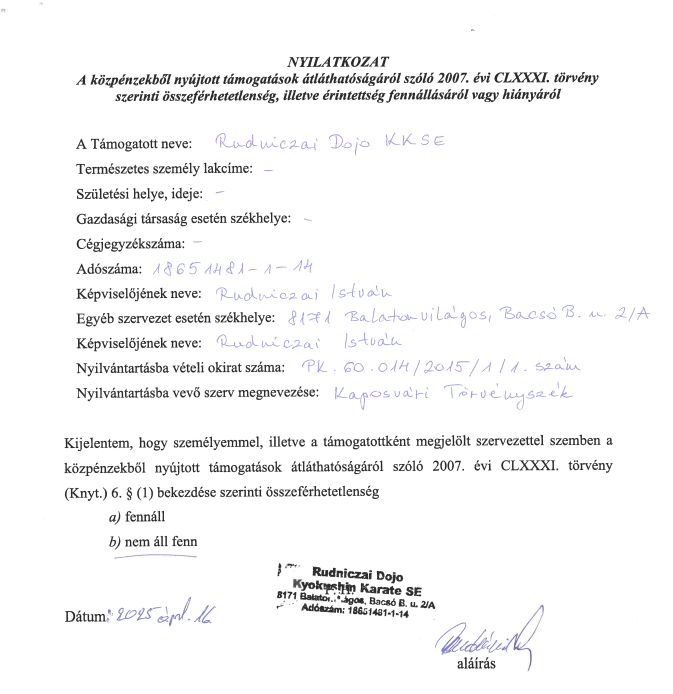 NYILATKOZAT
A közpénzekből nyújtott támogatások átláthatóságáról szóló 2007. évi CLXXXI. törvény
szerinti összeférhetetlenség, illetve érintettség fennállásáról vagy hiányáról
A Támogatott neve: Rudniczai Dojo KKSE
Természetes személy lakcíme: –
Születési helye, ideje: –
Gazdasági társaság esetén székhelye: –
Cégjegyzékszáma: –
Adószáma: 18651481-1-14
Képviselőjének neve: Rudniczai István
Egyéb szervezet esetén székhelye: 8171 Balatonvilágos, Bacsó B. u. 2/A
Képviselőjének neve: Rudniczai István
Nyilvántartásba vételi okirat száma: PK.60.014/2015/1/1. szám
Nyilvántartásba vevő szerv megnevezése: Kaposvári Törvényszék
Kijelentem, hogy személyemmel, illetve a támogatottként megjelölt szervezettel szemben a
közpénzekből nyújtott támogatások átláthatóságáról szóló 2007. évi CLXXXI. törvény
(Knyt.) 6. § (1) bekezdése szerinti összeférhetetlenség
a) fennáll
b) nem áll fenn
Rudniczai Dojo
Kyokushin Karate SE
8171 Bacsó B. u. 2/A
Adószám: 18651481-1-14
Dátum: 2025 ápr. 16
aláírás